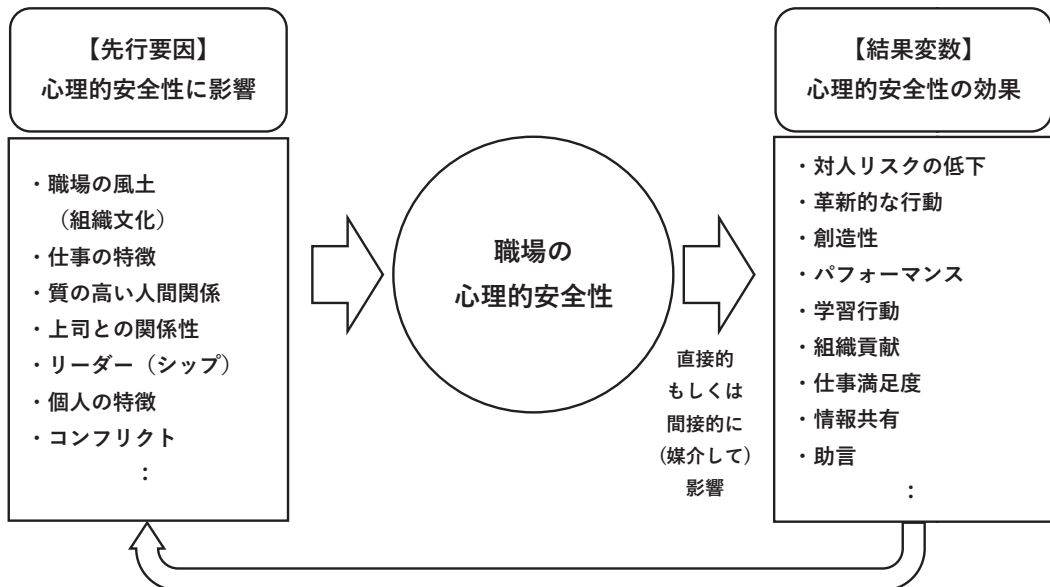 【先行要因】
心理的安全性に影響
・職場の風土
（組織文化）
・仕事の特徴
・質の高い人間関係
・上司との関係性
・リーダー（シップ）
・個人の特徴
・コンフリクト
：
職場の
心理的安全性
直接的
もしくは
間接的に
（媒介して）
影響
【結果変数】
心理的安全性の効果
・対人リスクの低下
・革新的な行動
・創造性
・パフォーマンス
・学習行動
・組織貢献
・仕事満足度
・情報共有
・助言
：